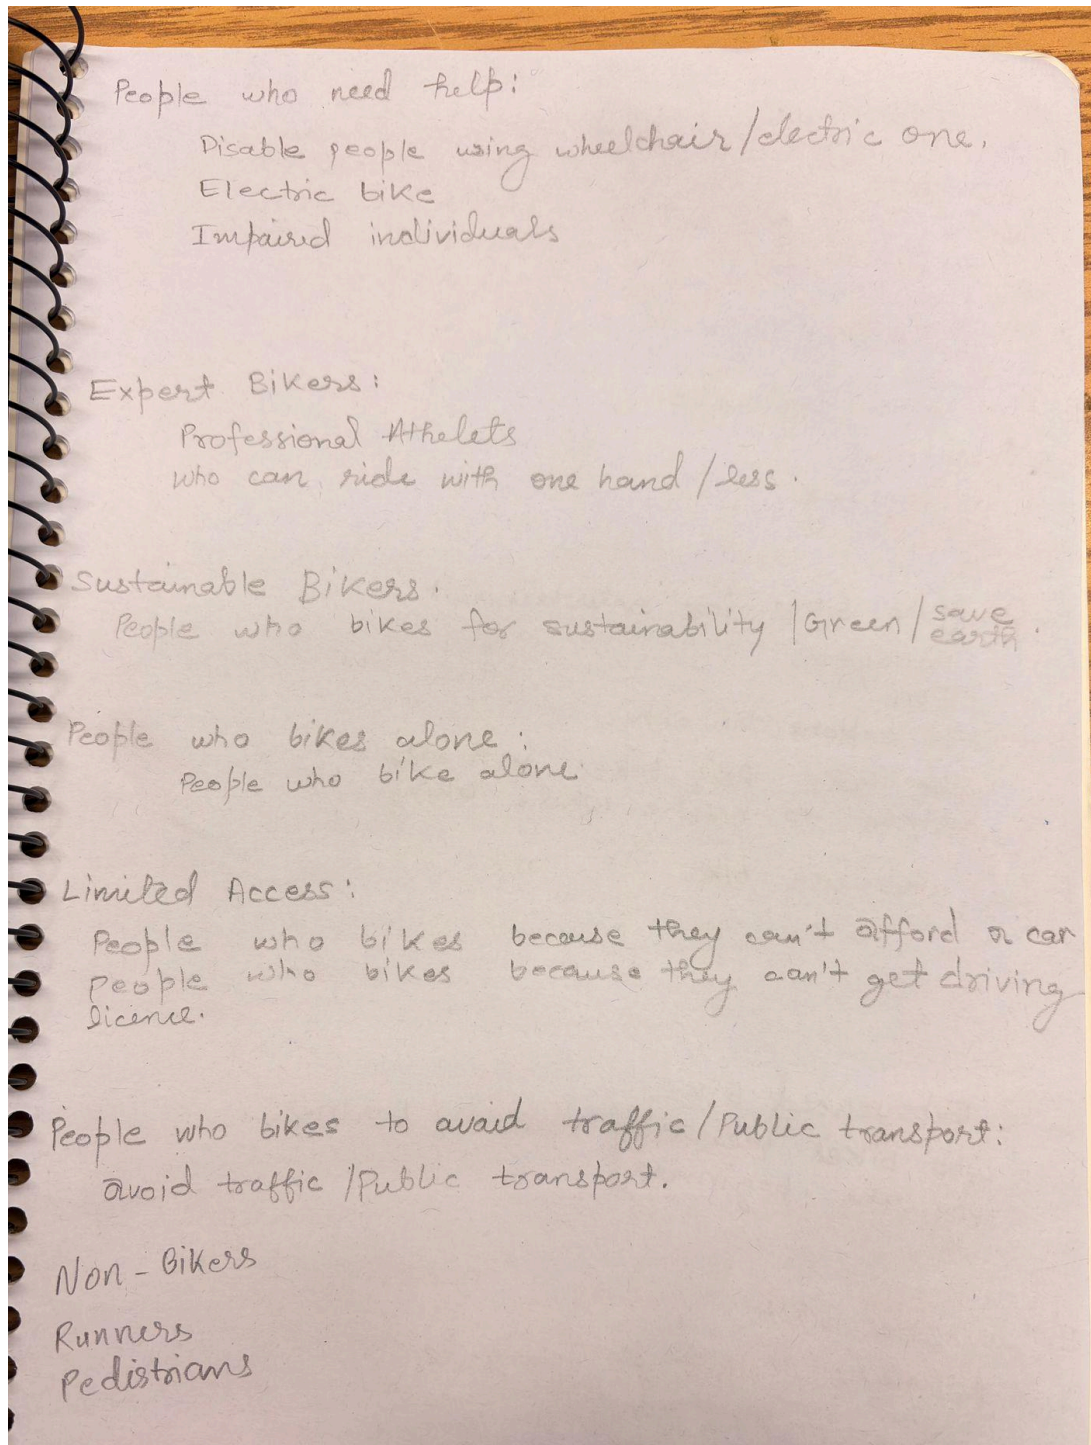 People who need help:
Disable people using wheelchair/electric one.
Electric bike
Impaired individuals
Expert Bikers:
Professional Athelets
who can ride with one hand/less.
Sustainable Bikers.
People who bikes for sustainability /Green/save earth.
People who bikes alone:
People who bike alone
Limited Access:
People who bikes because they can't afford a car
people who bikes because they can't get driving
licence.
People who bikes to avoid traffic/Public transport:
avoid traffic/Public transport.
Non-Bikers
Runners
Pedistrians